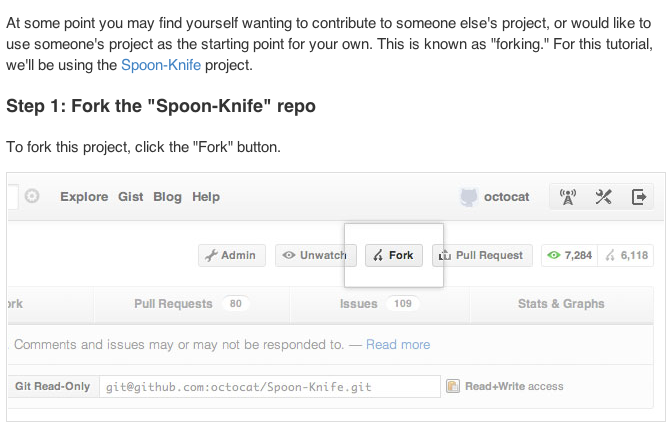 At some point you may find yourself wanting to contribute to someone else's project, or would like to
use someone's project as the starting point for your own. This is known as "forking." For this tutorial,
we'll be using the Spoon-Knife project.
Step 1: Fork the "Spoon-Knife" repo
To fork this project, click the "Fork" button.
Explore Gist Blog Help octocat
Admin Unwatch Fork Pull Request 7,284 6,118
ork Pull Requests 80 Issues 109 Stats & Graphs
. Comments and issues may or may not be responded to. — Read more
Git Read-Only git@github.com:octocat/Spoon-Knife.git Read+Write access